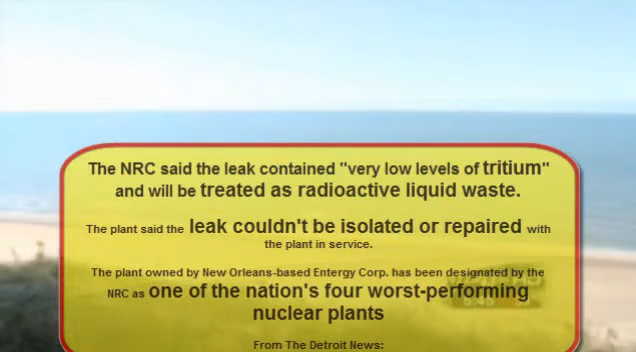 The NRC said the leak contained "very low levels of tritium"
and will be treated as radioactive liquid waste.
The plant said the leak couldn't be isolated or repaired with
the plant in service.
The plant owned by New Orleans-based Entergy Corp. has been designated by the
NRC as one of the nation's four worst-performing
nuclear plants
From The Detroit News: